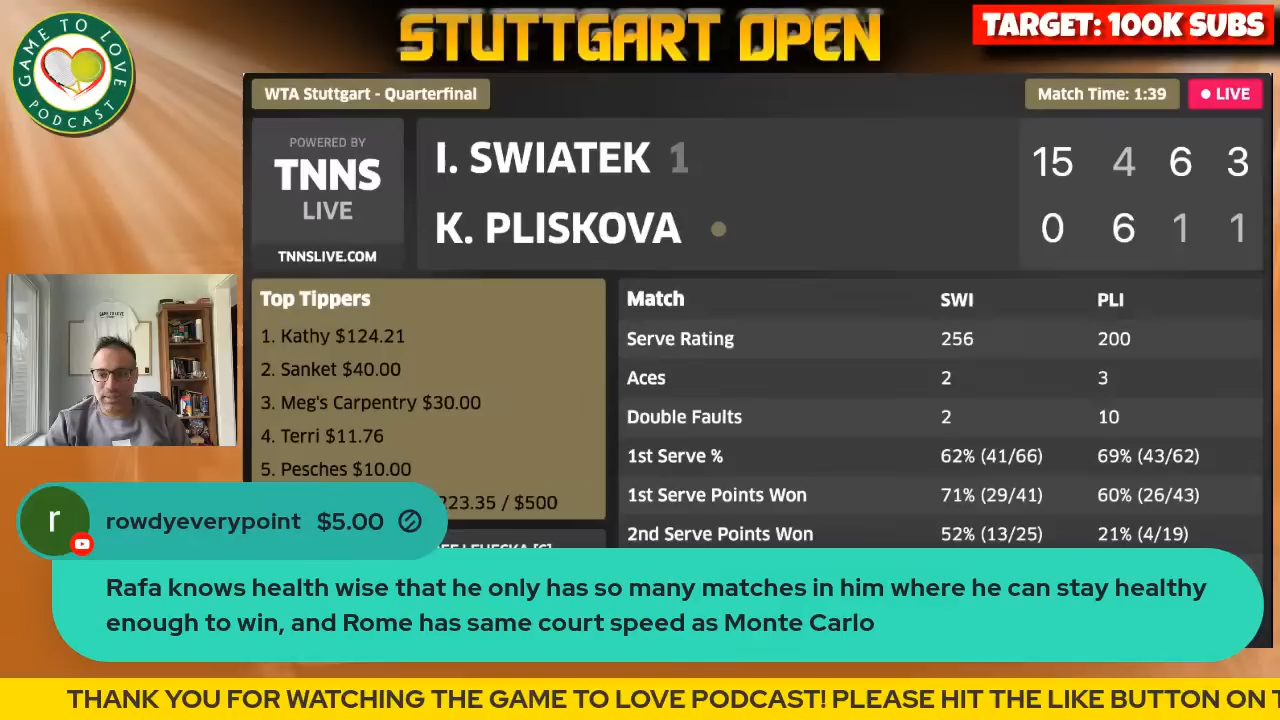 GAME TO LOVE PODCAST
STUTTGART OPEN
TARGET: 100K SUBS
WTA Stuttgart - Quarterfinal
Match Time: 1:39
LIVE
POWERED BY
TNNS
LIVE
TNNSLIVE.COM
I. SWIATEK 1 15 4 6 3
K. PLISKOVA 0 6 1 1
Top Tippers
1. Kathy $124.21
2. Sanket $40.00
3. Meg's Carpentry $30.00
4. Terri $11.76
5. Pesches $10.00
223.35 / $500
Match SWI PLI
Serve Rating 256 200
Aces 2 3
Double Faults 2 10
1st Serve % 62% (41/66) 69% (43/62)
1st Serve Points Won 71% (29/41) 60% (26/43)
2nd Serve Points Won 52% (13/25) 21% (4/19)
r
rowdyeverypoint $5.00
Rafa knows health wise that he only has so many matches in him where he can stay healthy
enough to win, and Rome has same court speed as Monte Carlo
THANK YOU FOR WATCHING THE GAME TO LOVE PODCAST! PLEASE HIT THE LIKE BUTTON ON T